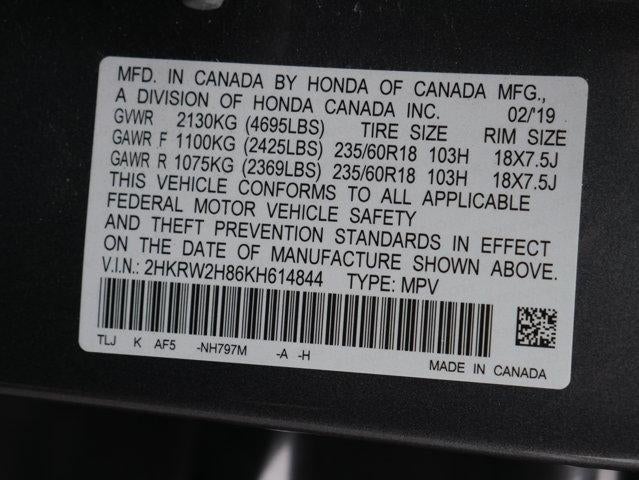 MFD. IN CANADA BY HONDA OF CANADA MFG.,
A DIVISION OF HONDA CANADA INC. 02/'19
GVWR 2130KG (4695LBS) TIRE SIZE RIM SIZE
GAWR F 1100KG (2425LBS) 235/60R18 103H 18X7.5J
GAWR R 1075KG (2369LBS) 235/60R18 103H 18X7.5J
THIS VEHICLE CONFORMS TO ALL APPLICABLE
FEDERAL MOTOR VEHICLE SAFETY
AND THEFT PREVENTION STANDARDS IN EFFECT
ON THE DATE OF MANUFACTURE SHOWN ABOVE.
V.I.N.: 2HKRW2H86KH614844 TYPE: MPV
TLJ K AF5 -NH797M -A -H
MADE IN CANADA